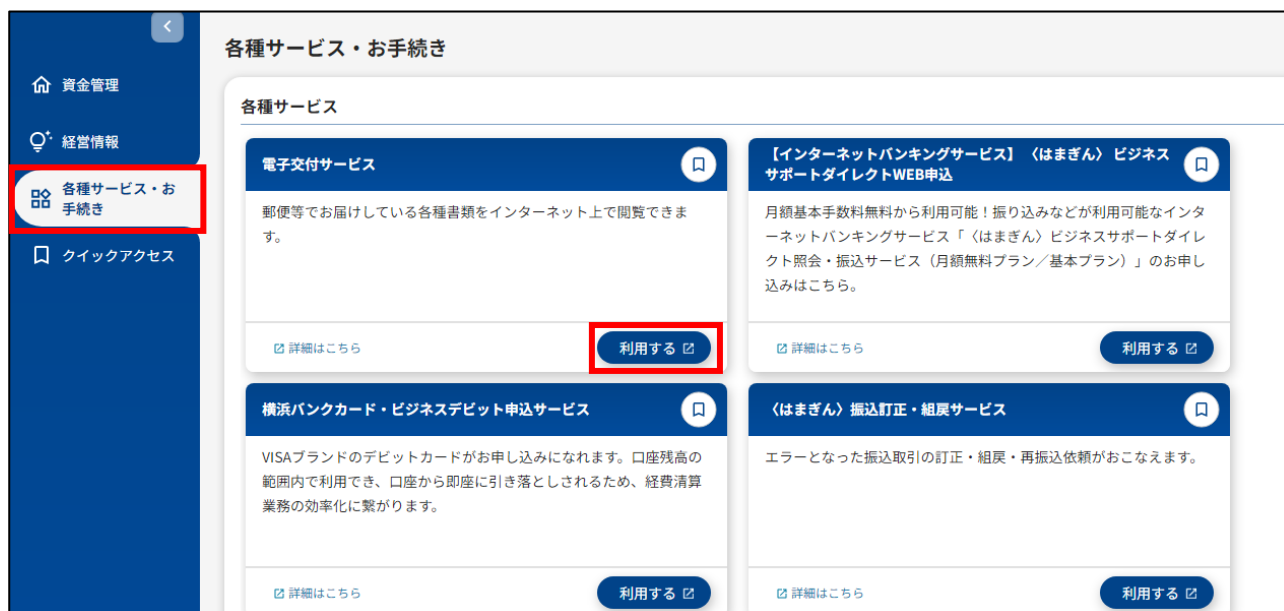 各種サービス・お手続き
資金管理
経営情報
各種サービス・お
手続き
クイックアクセス
各種サービス
電子交付サービス
郵便等でお届けしている各種書類をインターネット上で閲覧できま
す。
詳細はこちら
利用する
【インターネットバンキングサービス】〈はまぎん〉ビジネス
サポートダイレクトWEB申込
月額基本手数料無料から利用可能！振り込みなどが利用可能なインタ
ーネットバンキングサービス「〈はまぎん〉ビジネスサポートダイレ
クト照会・振込サービス（月額無料プラン／基本プラン）」のお申し
込みはこちら。
詳細はこちら
利用する
横浜バンクカード・ビジネスデビット申込サービス
VISAブランドのデビットカードがお申し込みになれます。口座残高の
範囲内で利用でき、口座から即座に引き落としされるため、経費清算
業務の効率化に繋がります。
詳細はこちら
利用する
〈はまぎん〉振込訂正・組戻サービス
エラーとなった振込取引の訂正・組戻・再振込依頼がおこなえます。
詳細はこちら
利用する